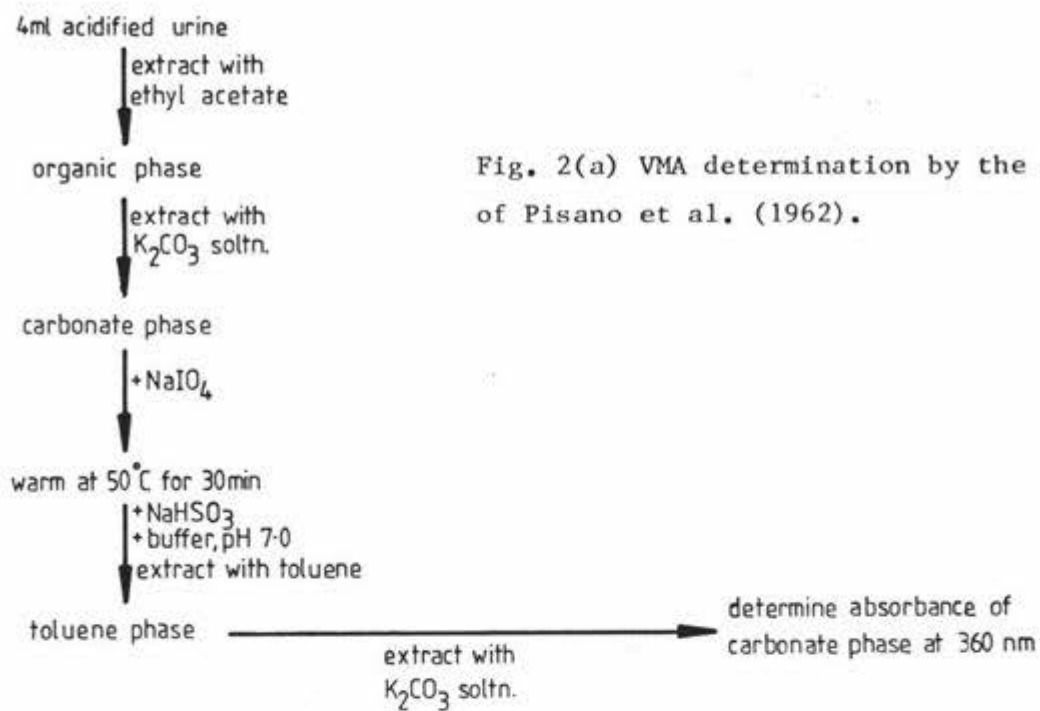 4ml acidified urine
extract with
ethyl acetate
organic phase
Fig. 2(a) VMA determination by the
of Pisano et al. (1962).
extract with
K₂CO₃ soltn.
carbonate phase
+NaIO₄
warm at 50°C for 30min
+NaHSO₃
+buffer, pH 7·0
extract with toluene
toluene phase
extract with
K₂CO₃ soltn.
determine absorbance of
carbonate phase at 360 nm